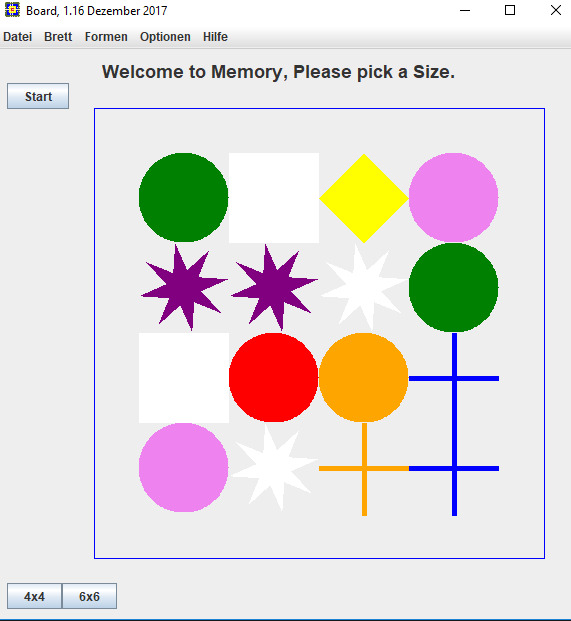 Board, 1.16 Dezember 2017
Datei Brett Formen Optionen Hilfe
Welcome to Memory, Please pick a Size.
Start
4x4 6x6